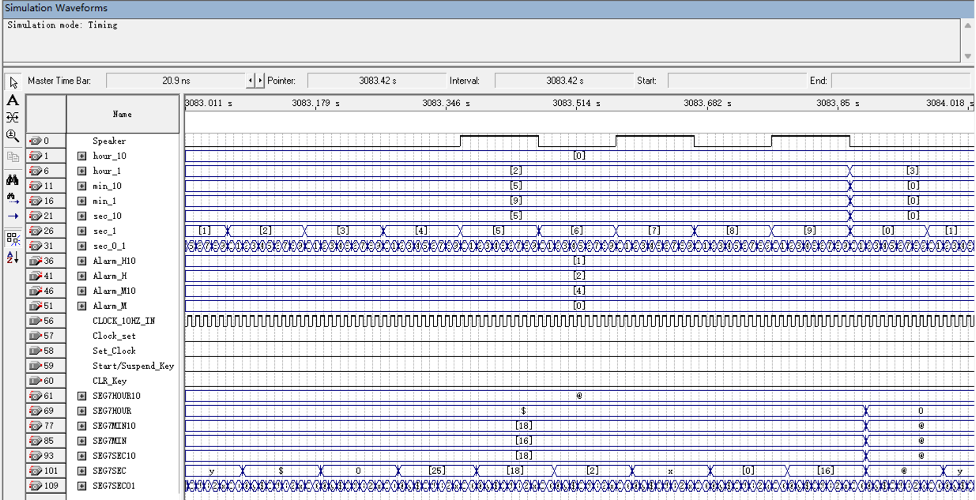 Simulation Waveforms
Simulation mode: Timing
Master Time Bar: 20.9 ns Pointer: 3083.42 s Interval: 3083.42 s Start: End:
Name 3083.011 s 3083.179 s 3083.346 s 3083.514 s 3083.682 s 3083.85 s 3084.018 s
0 Speaker
1 hour_10 [0]
6 hour_1 [2] [3]
11 min_10 [5] [0]
16 min_1 [9] [0]
21 sec_10 [5] [0]
26 sec_1 [1] [2] [3] [4] [5] [6] [7] [8] [9] [0] [1]
31 sec_0_1
36 Alarm_H10 [1]
41 Alarm_H [2]
46 Alarm_M10 [4]
51 Alarm_M [0]
56 CLOCK_10HZ_IN
57 Clock_set
58 Set_Clock
59 Start/Suspend_Key
60 CLR_Key
61 SEG7HOUR10 @
69 SEG7HOUR $ 0
77 SEG7MIN10 [18] @
85 SEG7MIN [16] @
93 SEG7SEC10 [18] @
101 SEG7SEC y $ 0 [25] [18] [2] x [0] [16] @ y
109 SEG7SEC01